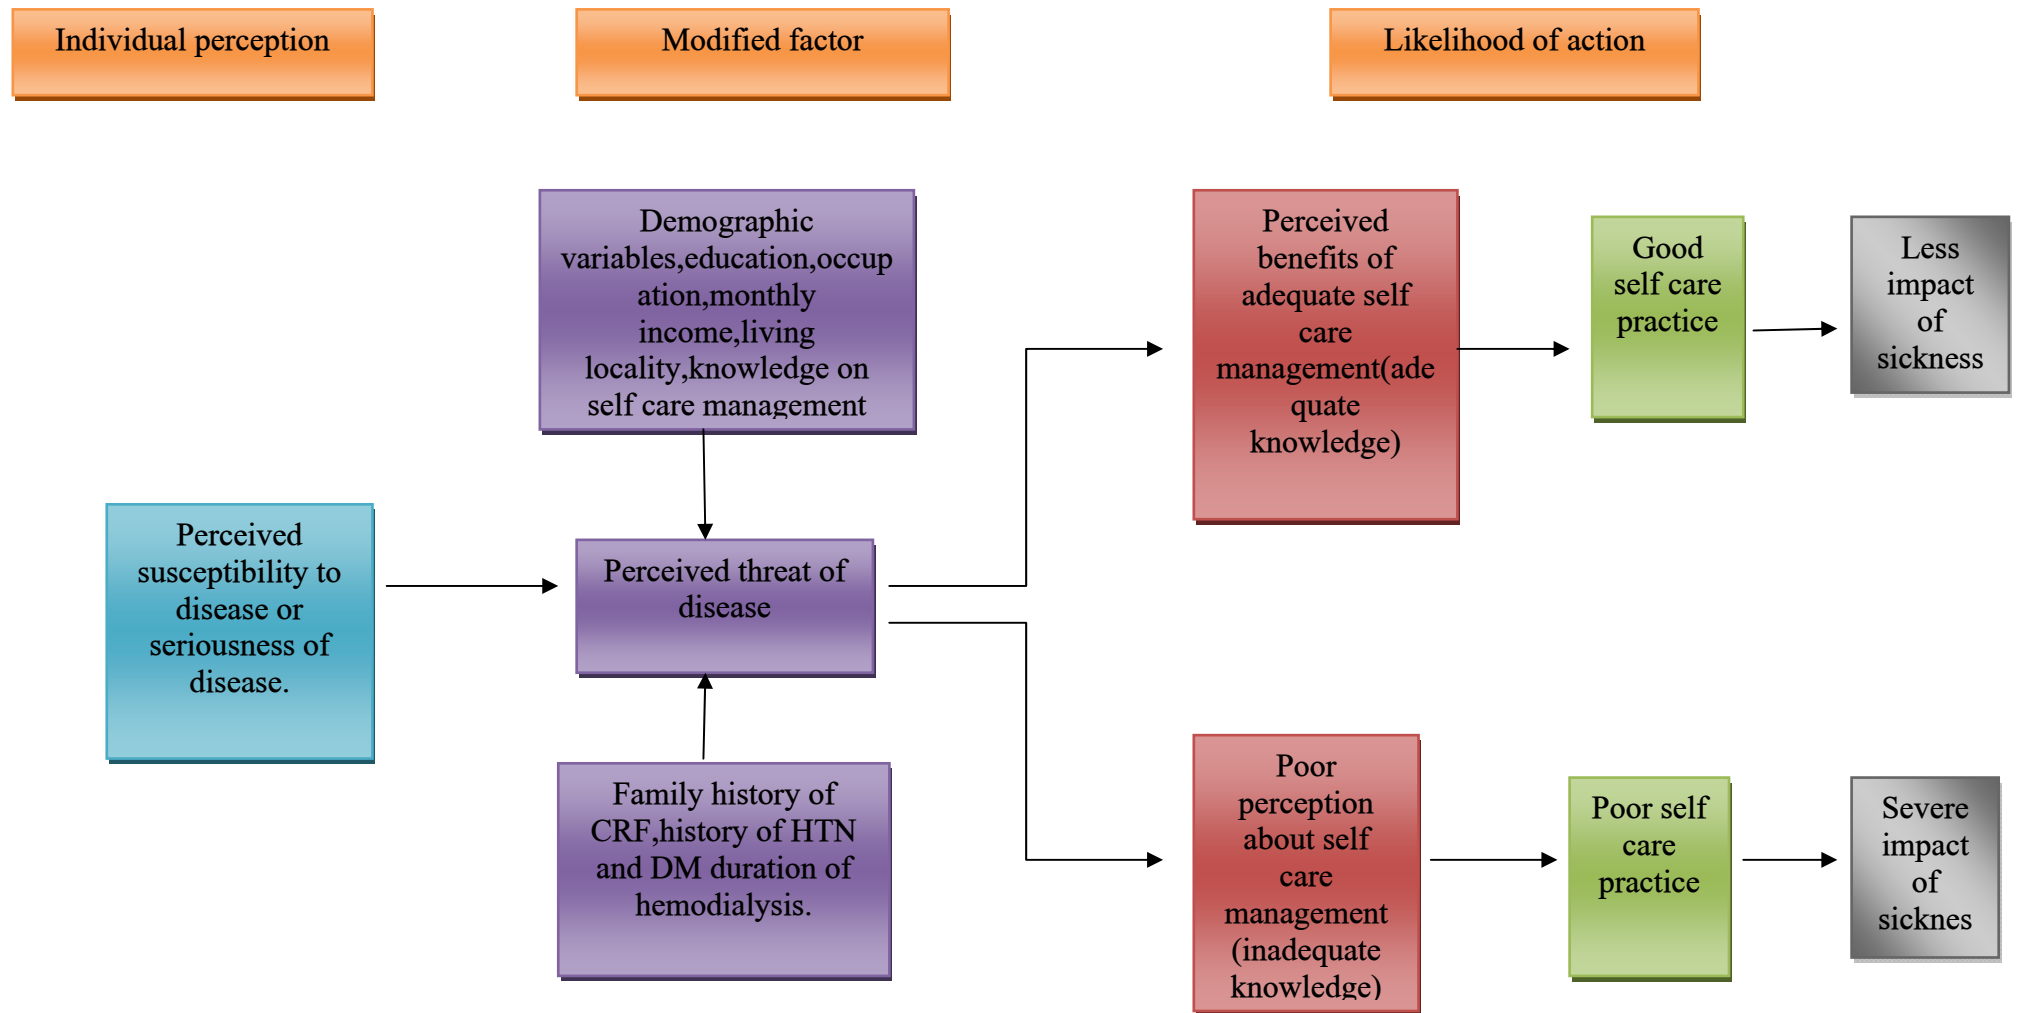 Individual perception
Modified factor
Likelihood of action
Demographic
variables,education,occup
ation,monthly
income,living
locality,knowledge on
self care management
Perceived
susceptibility to
disease or
seriousness of
disease.
Perceived threat of
disease
Family history of
CRF,history of HTN
and DM duration of
hemodialysis.
Perceived
benefits of
adequate self
care
management(ade
quate
knowledge)
Good
self care
practice
Less
impact
of
sickness
Poor
perception
about self
care
management
(inadequate
knowledge)
Poor self
care
practice
Severe
impact
of
sicknes